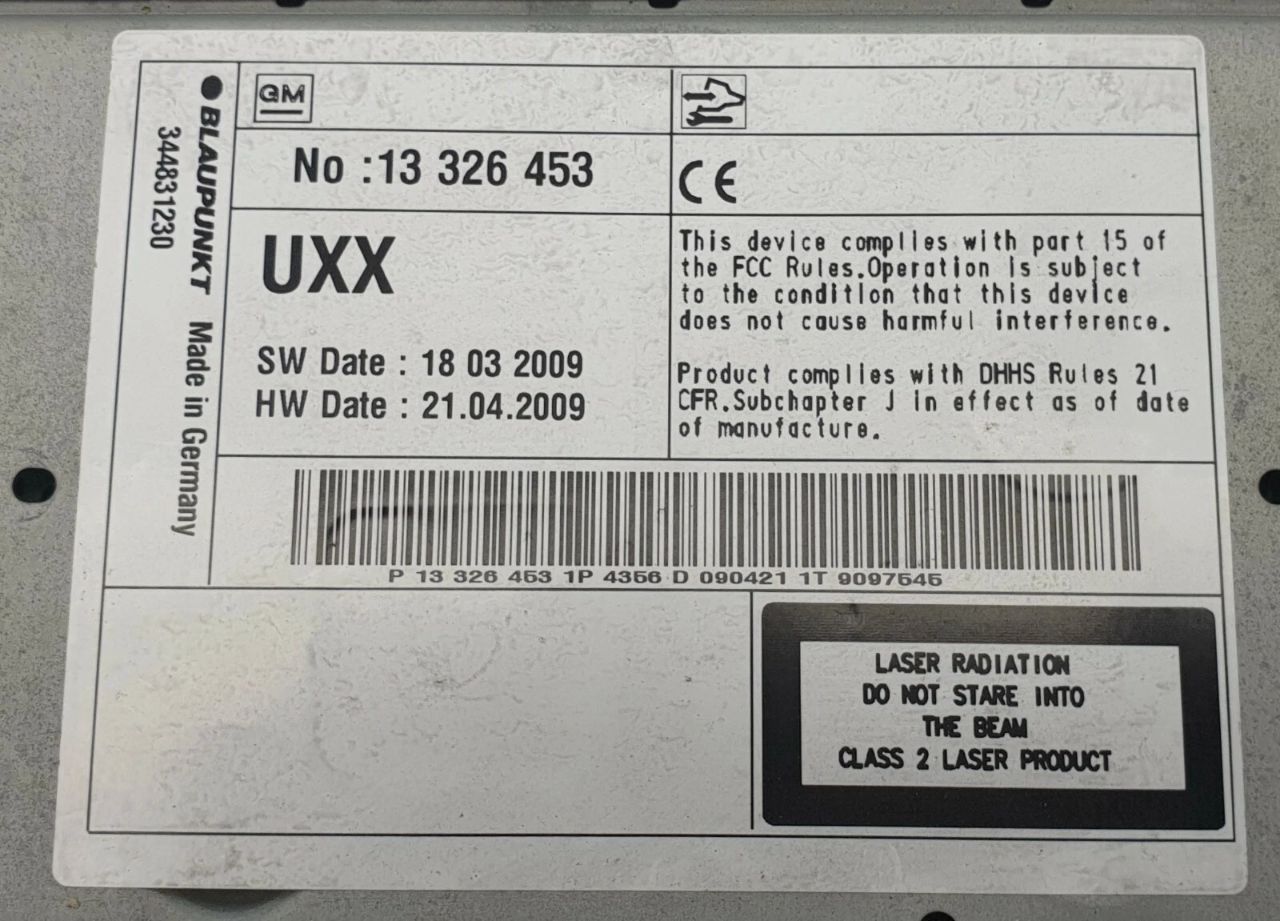 GM
BLAUPUNKT Made in Germany
344831230
No :13 326 453
CE
UXX
SW Date : 18 03 2009
HW Date : 21.04.2009
This device complies with part 15 of
the FCC Rules.Operation is subject
to the condition that this device
does not cause harmful interference.
Product complies with DHHS Rules 21
CFR.Subchapter J in effect as of date
of manufacture.
P 13 326 453 1P 4356 D 090421 1T 9097545
LASER RADIATION
DO NOT STARE INTO
THE BEAM
CLASS 2 LASER PRODUCT